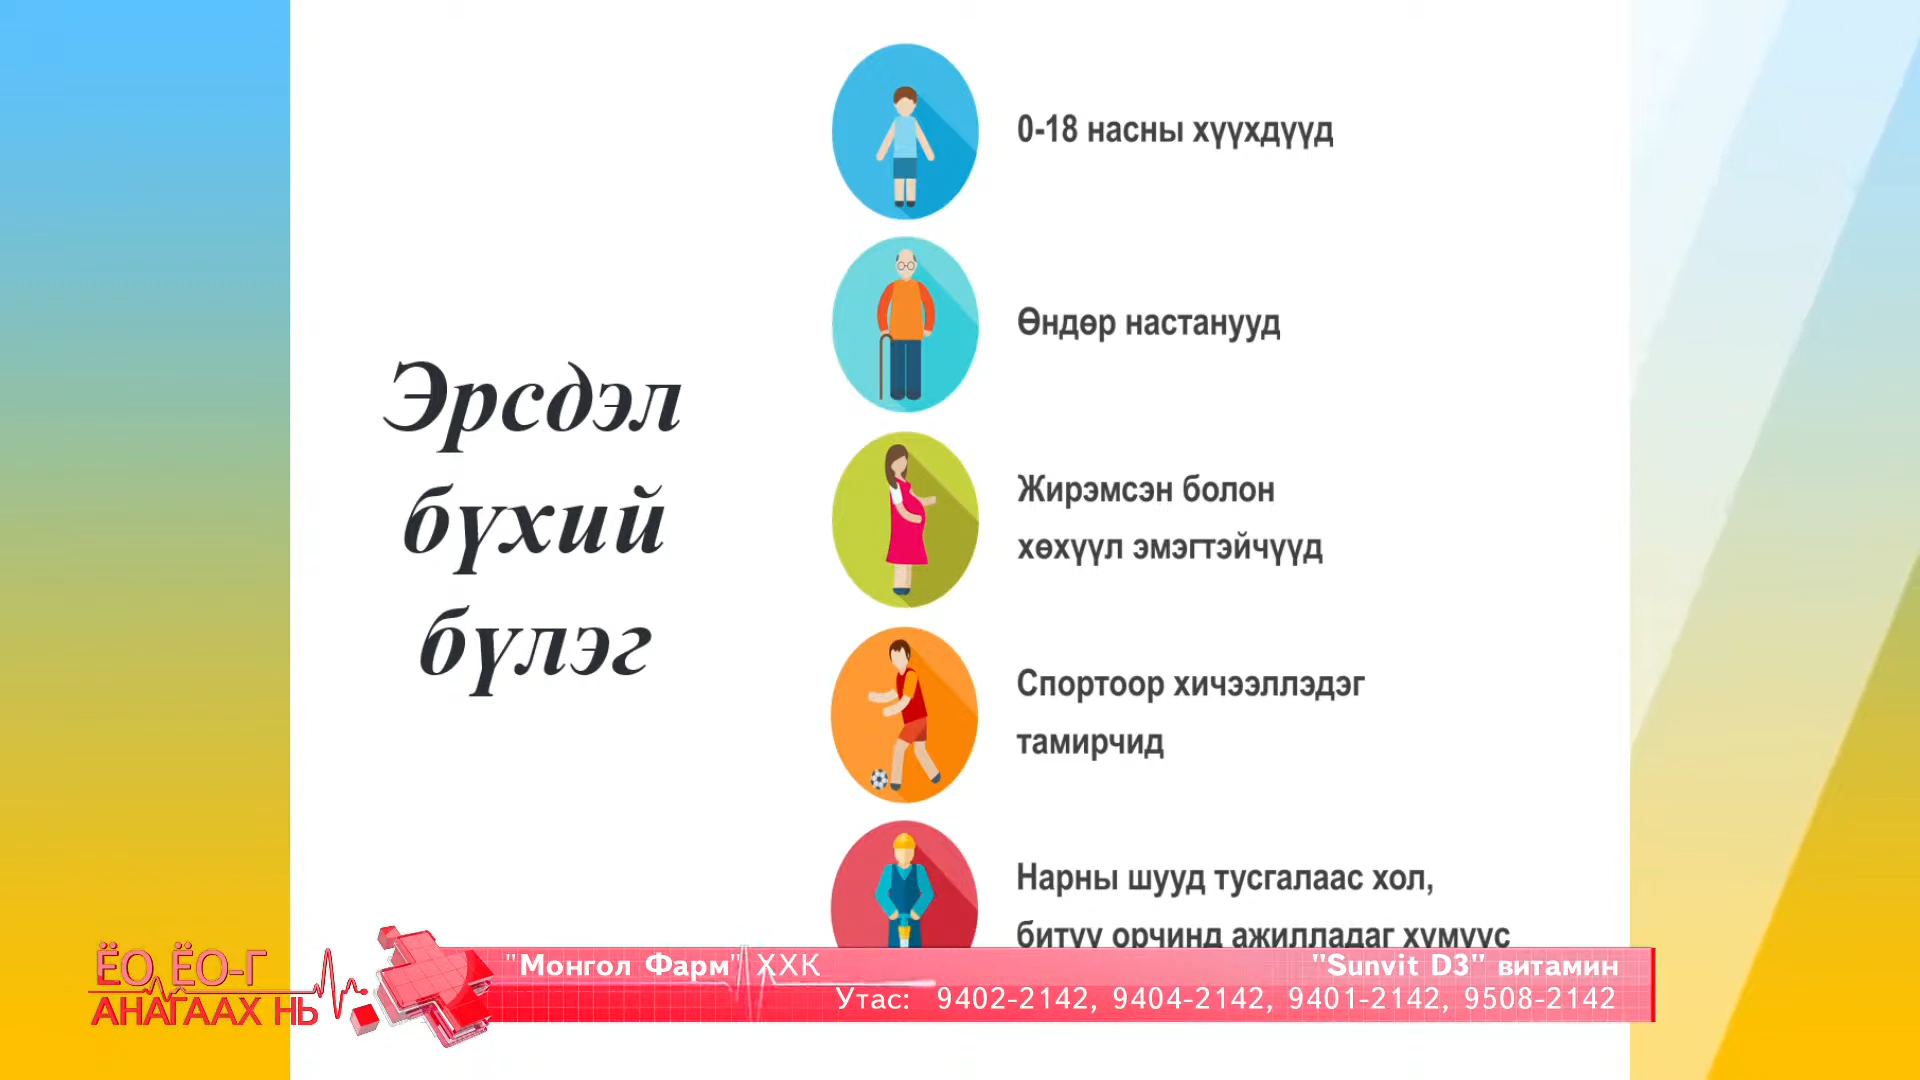 Эрсдэл
бүхий
бүлэг
0-18 насны хүүхдүүд
Өндөр настанууд
Жирэмсэн болон
хөхүүл эмэгтэйчүүд
Спортоор хичээллэдэг
тамирчид
Нарны шууд тусгалаас хол,
битүү орчинд ажилладаг хүмүүс
ЁО ЁО-Г
АНАГААХ НЬ
"Монгол Фарм" ХХК
"Sunvit D3" витамин
Утас: 9402-2142, 9404-2142, 9401-2142, 9508-2142